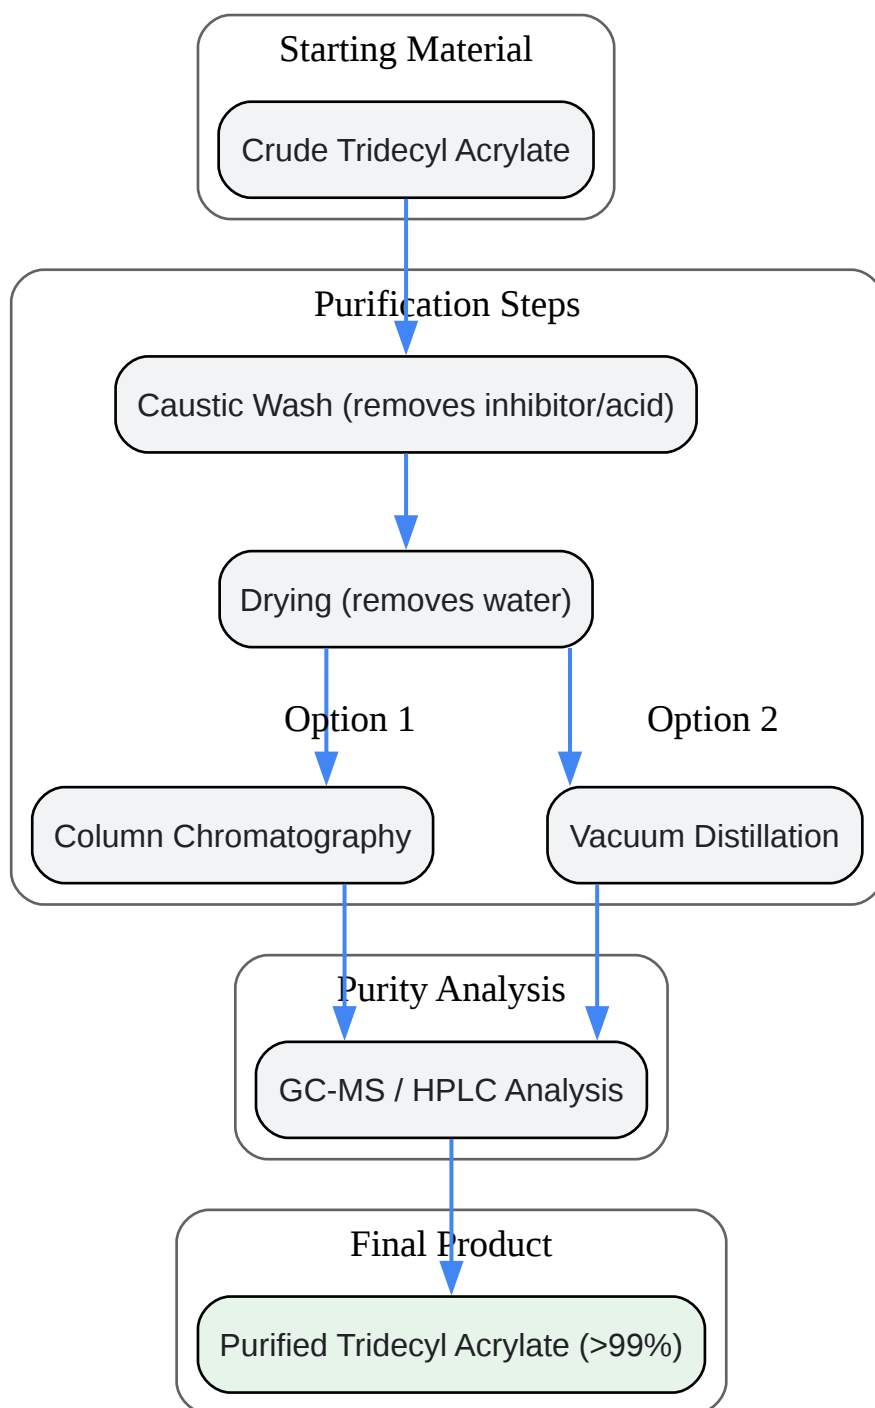 Starting Material
Crude Tridecyl Acrylate
Purification Steps
Caustic Wash (removes inhibitor/acid)
Drying (removes water)
Option 1
Option 2
Column Chromatography
Vacuum Distillation
Purity Analysis
GC-MS / HPLC Analysis
Final Product
Purified Tridecyl Acrylate (>99%)